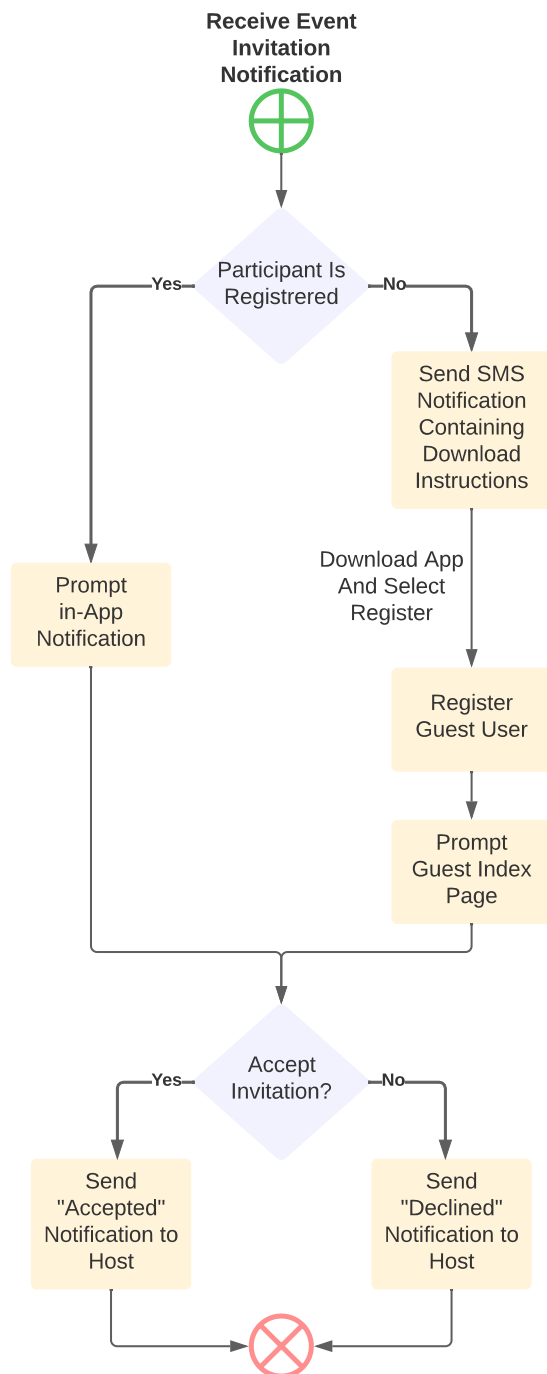 Receive Event
Invitation
Notification
Participant Is
Registrered
Yes
No
Send SMS
Notification
Containing
Download
Instructions
Download App
And Select
Register
Prompt
in-App
Notification
Register
Guest User
Prompt
Guest Index
Page
Accept
Invitation?
Yes
No
Send
"Accepted"
Notification to
Host
Send
"Declined"
Notification to
Host